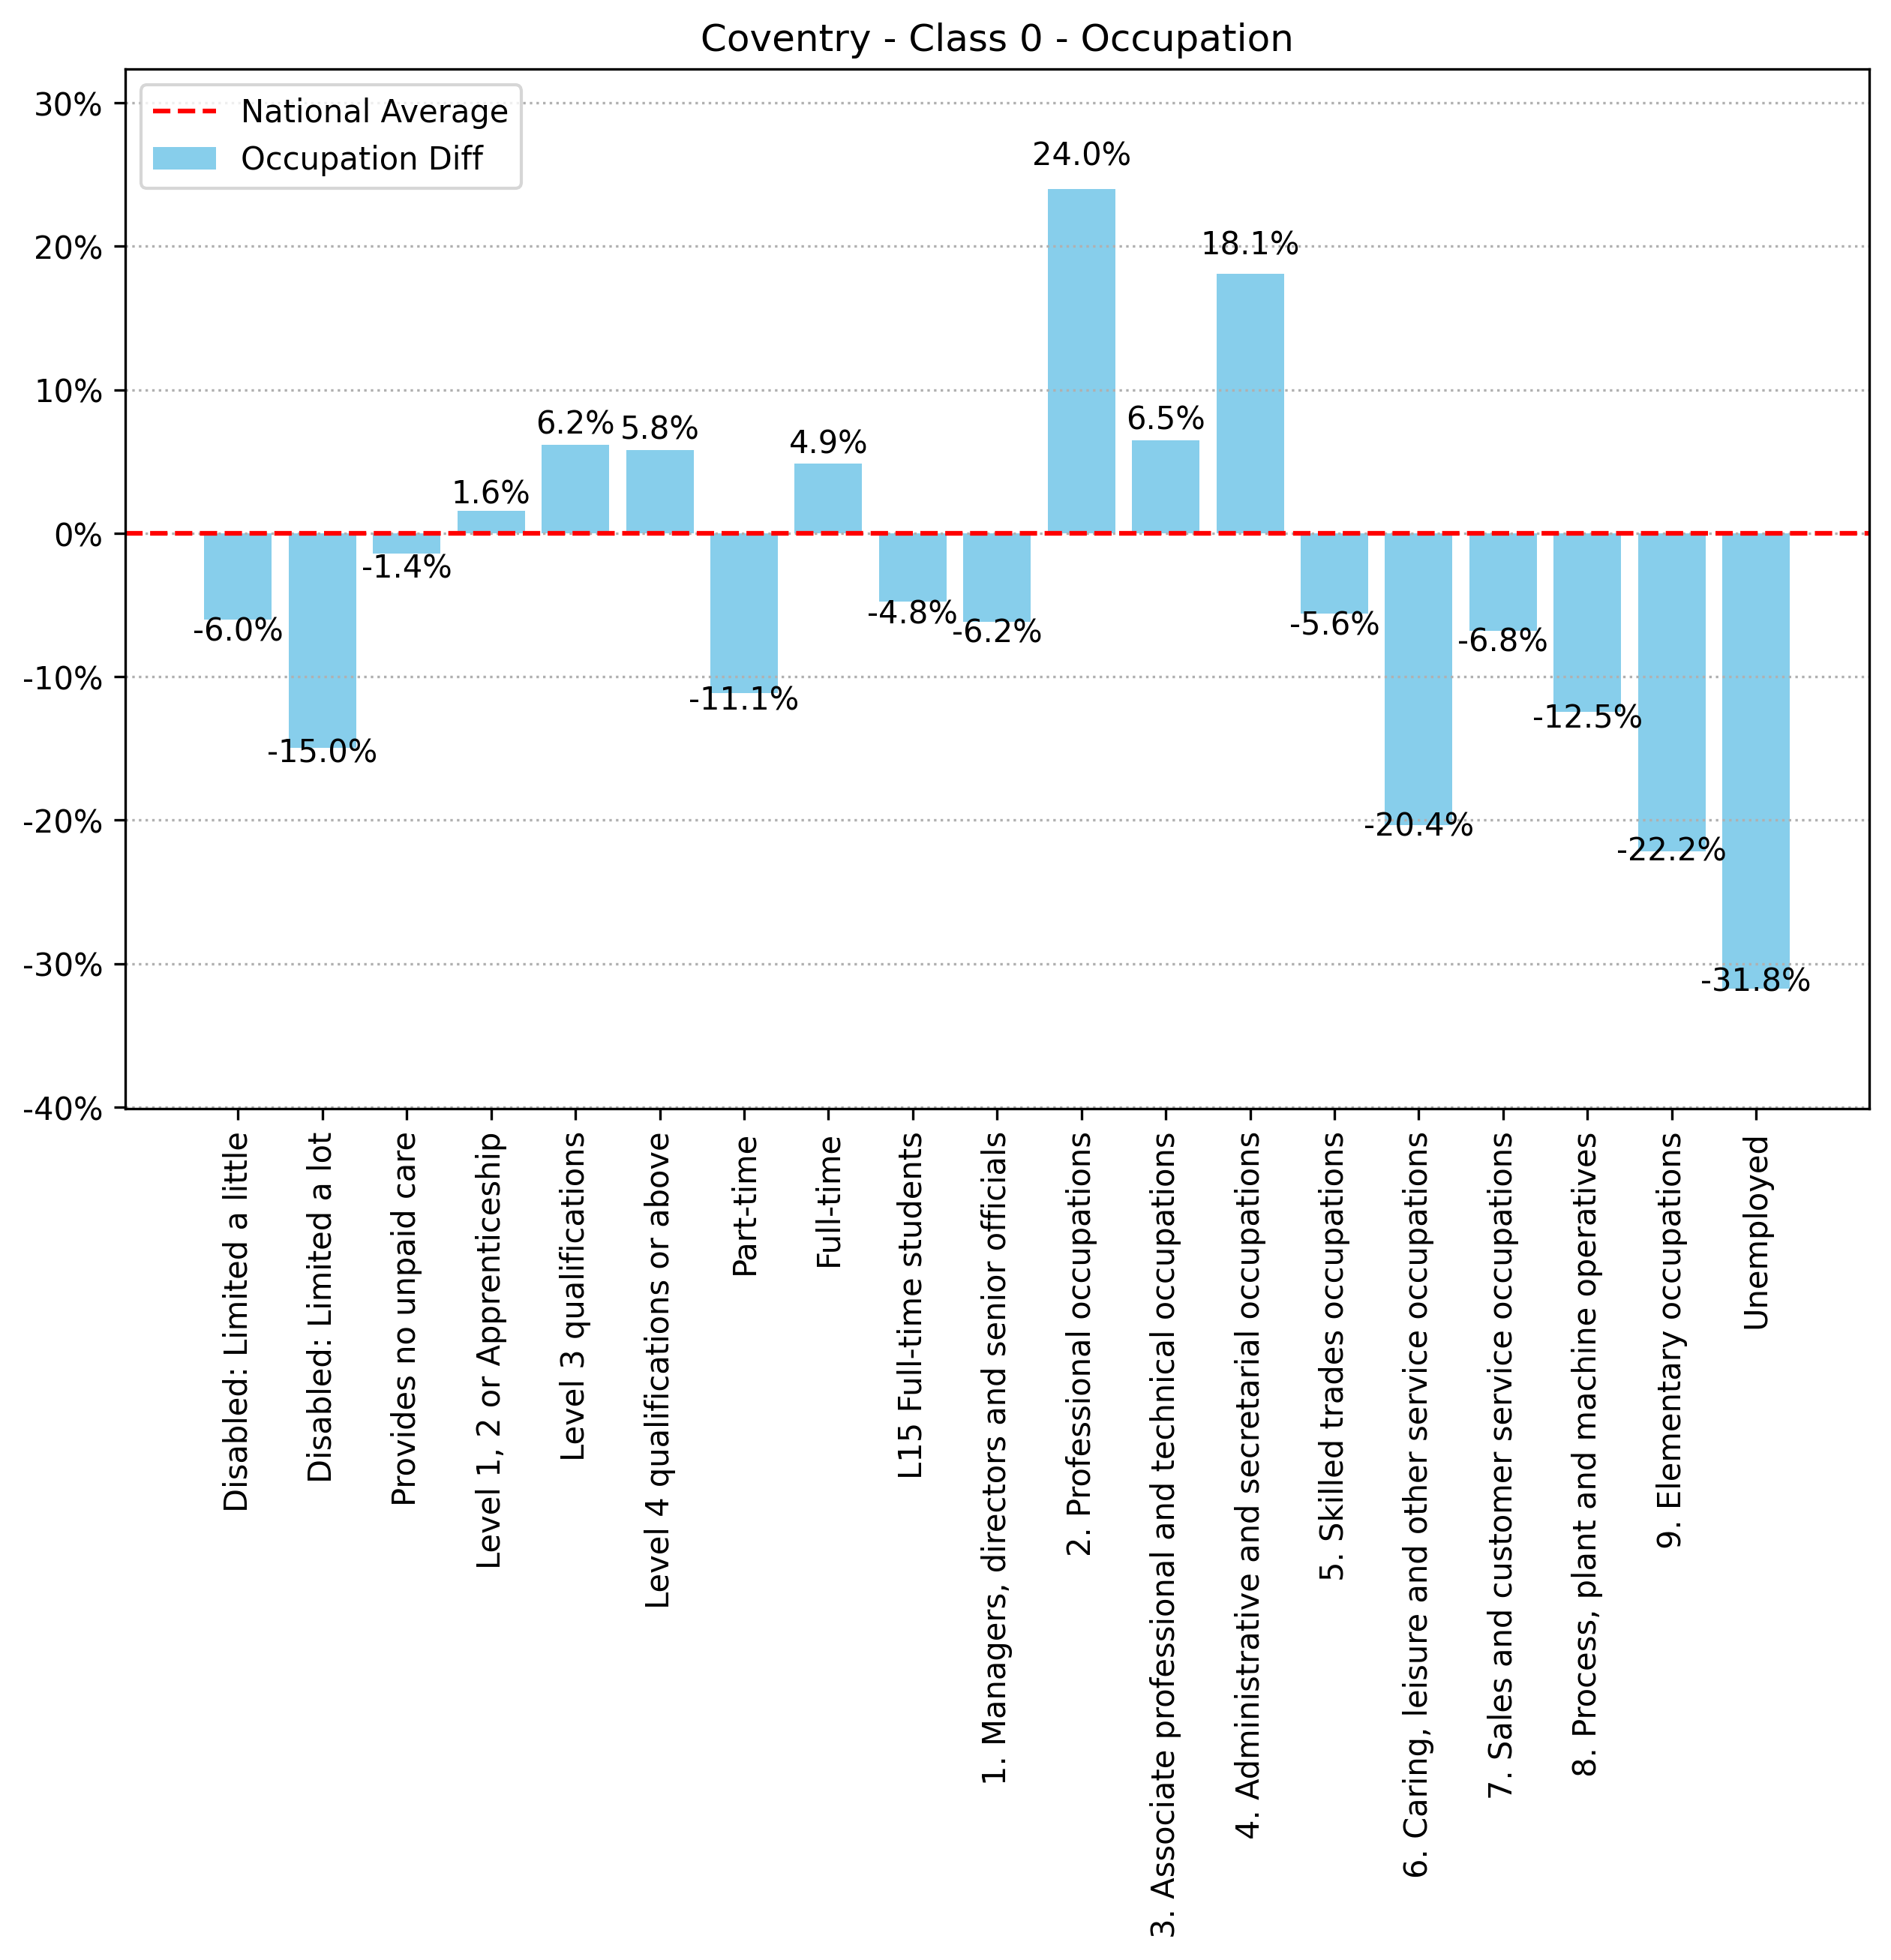 Coventry - Class 0 - Occupation
National Average
Occupation Diff
30%
20%
10%
0%
-10%
-20%
-30%
-40%
-6.0%
-15.0%
-1.4%
1.6%
6.2%
5.8%
-11.1%
4.9%
-4.8%
-6.2%
24.0%
6.5%
18.1%
-5.6%
-20.4%
-6.8%
-12.5%
-22.2%
-31.8%
Disabled: Limited a little
Disabled: Limited a lot
Provides no unpaid care
Level 1, 2 or Apprenticeship
Level 3 qualifications
Level 4 qualifications or above
Part-time
Full-time
L15 Full-time students
1. Managers, directors and senior officials
2. Professional occupations
3. Associate professional and technical occupations
4. Administrative and secretarial occupations
5. Skilled trades occupations
6. Caring, leisure and other service occupations
7. Sales and customer service occupations
8. Process, plant and machine operatives
9. Elementary occupations
Unemployed